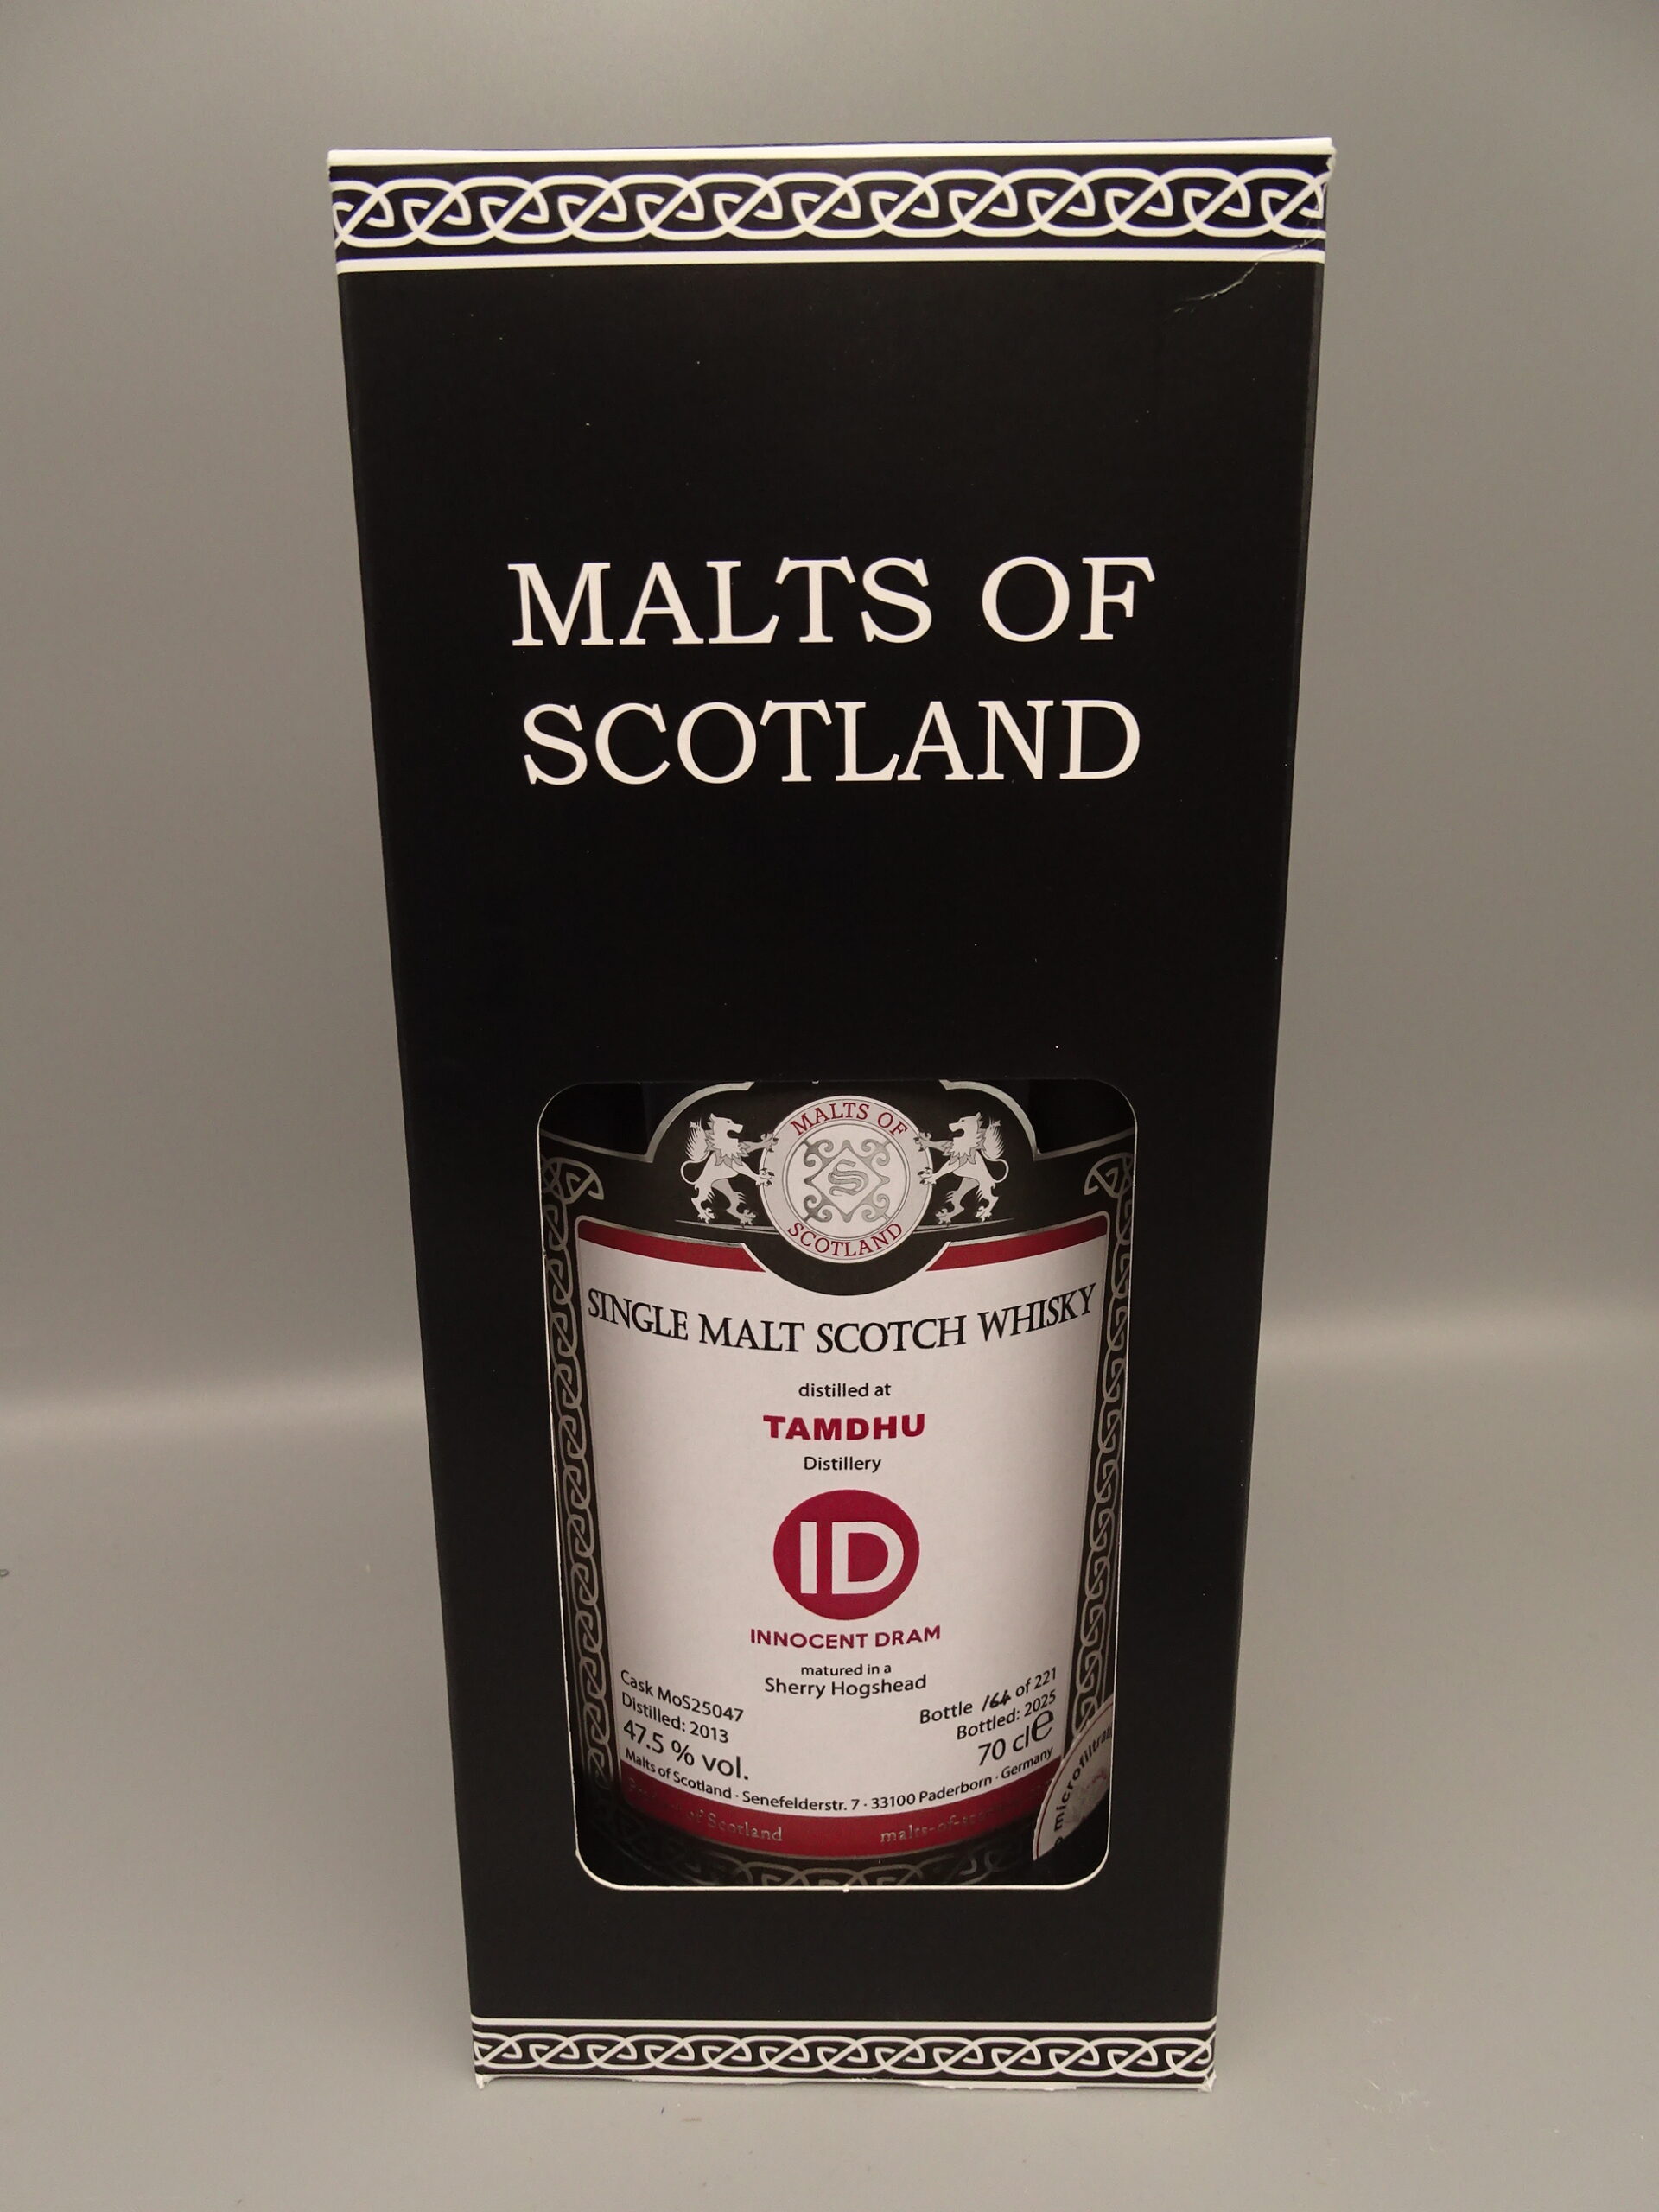 MALTS OF
SCOTLAND
MALTS OF
S
SCOTLAND
SINGLE MALT SCOTCH WHISKY
distilled at
TAMDHU
Distillery
ID
INNOCENT DRAM
matured in a
Sherry Hogshead
Cask MoS25047
Distilled: 2013
47.5 % vol.
Bottle 164 of 221
Bottled: 2025
70 cl e
Malts of Scotland · Senefelderstr. 7 · 33100 Paderborn · Germany
of Scotland